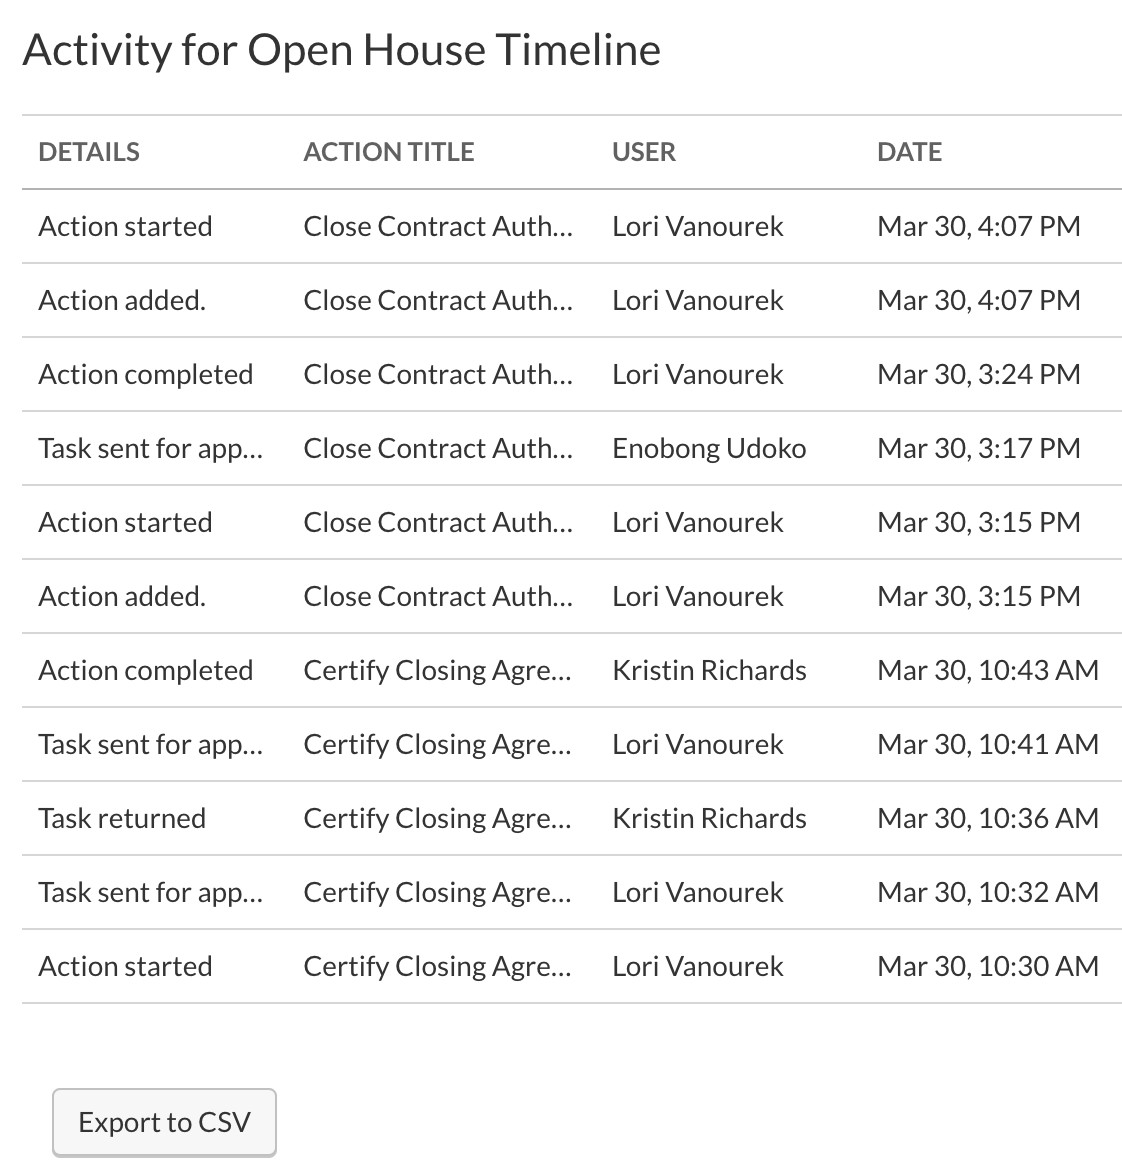 Activity for Open House Timeline
DETAILS ACTION TITLE USER DATE
Action started Close Contract Auth... Lori Vanourek Mar 30, 4:07 PM
Action added. Close Contract Auth... Lori Vanourek Mar 30, 4:07 PM
Action completed Close Contract Auth... Lori Vanourek Mar 30, 3:24 PM
Task sent for app... Close Contract Auth... Enobong Udoko Mar 30, 3:17 PM
Action started Close Contract Auth... Lori Vanourek Mar 30, 3:15 PM
Action added. Close Contract Auth... Lori Vanourek Mar 30, 3:15 PM
Action completed Certify Closing Agre... Kristin Richards Mar 30, 10:43 AM
Task sent for app... Certify Closing Agre... Lori Vanourek Mar 30, 10:41 AM
Task returned Certify Closing Agre... Kristin Richards Mar 30, 10:36 AM
Task sent for app... Certify Closing Agre... Lori Vanourek Mar 30, 10:32 AM
Action started Certify Closing Agre... Lori Vanourek Mar 30, 10:30 AM
Export to CSV